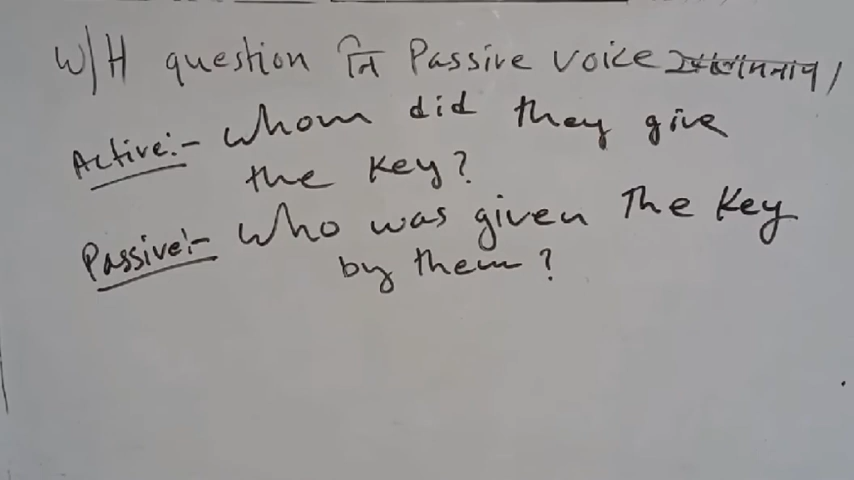 W/H question नि Passive voice
Active:- Whom did they give
the key?
Passive:- Who was given The Key
by them?